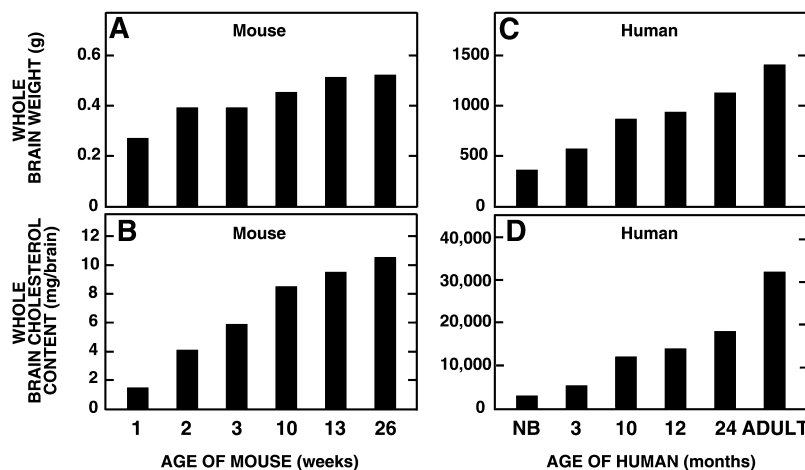 A
Mouse
WHOLE
BRAIN WEIGHT (g)
0.6
0.4
0.2
0
C
Human
1500
1000
500
0
B
Mouse
WHOLE
BRAIN CHOLESTEROL
CONTENT (mg/brain)
12
10
8
6
4
2
0
1 2 3 10 13 26
AGE OF MOUSE (weeks)
D
Human
40,000
30,000
20,000
10,000
0
NB 3 10 12 24 ADULT
AGE OF HUMAN (months)